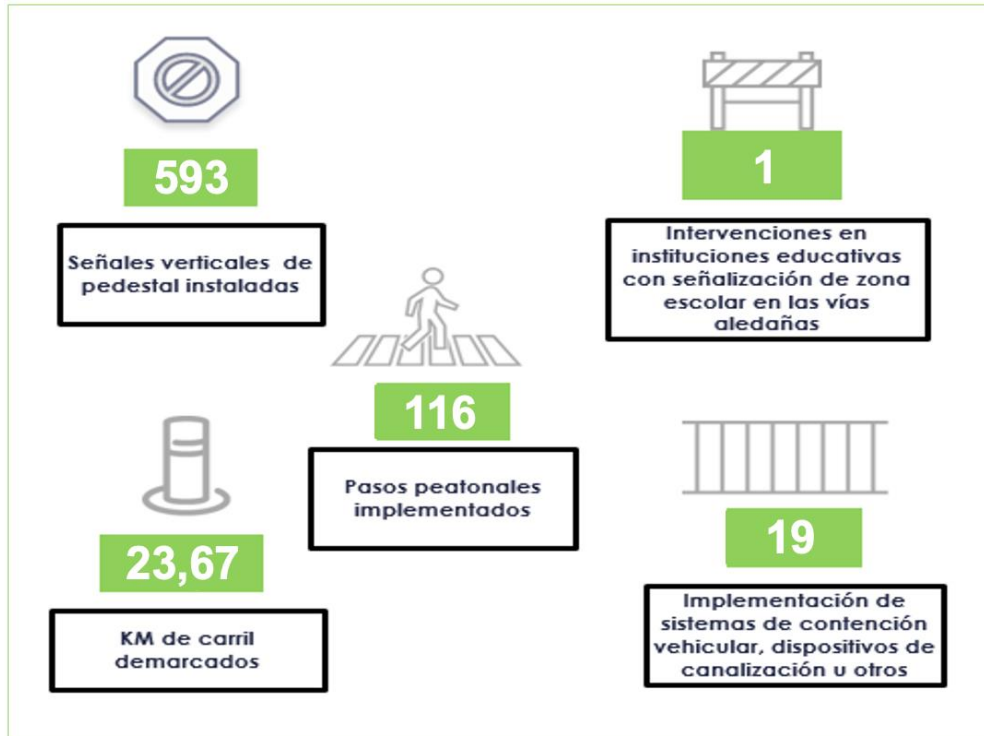 593
Señales verticales de
pedestal instaladas
1
Intervenciones en
instituciones educativas
con señalización de zona
escolar en las vías
aledañas
116
Pasos peatonales
implementados
23,67
KM de carril
demarcados
19
Implementación de
sistemas de contención
vehicular, dispositivos de
canalización u otros